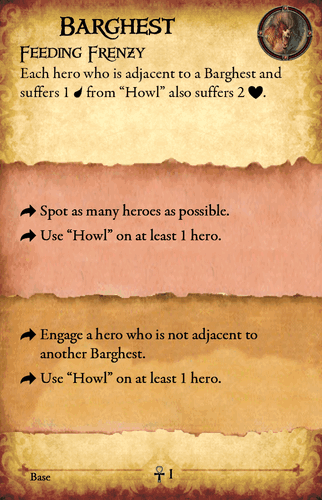 Barghest
Feeding Frenzy
Each hero who is adjacent to a Barghest and
suffers 1 from “Howl” also suffers 2 .
Spot as many heroes as possible.
Use “Howl” on at least 1 hero.
Engage a hero who is not adjacent to
another Barghest.
Use “Howl” on at least 1 hero.
Base
1